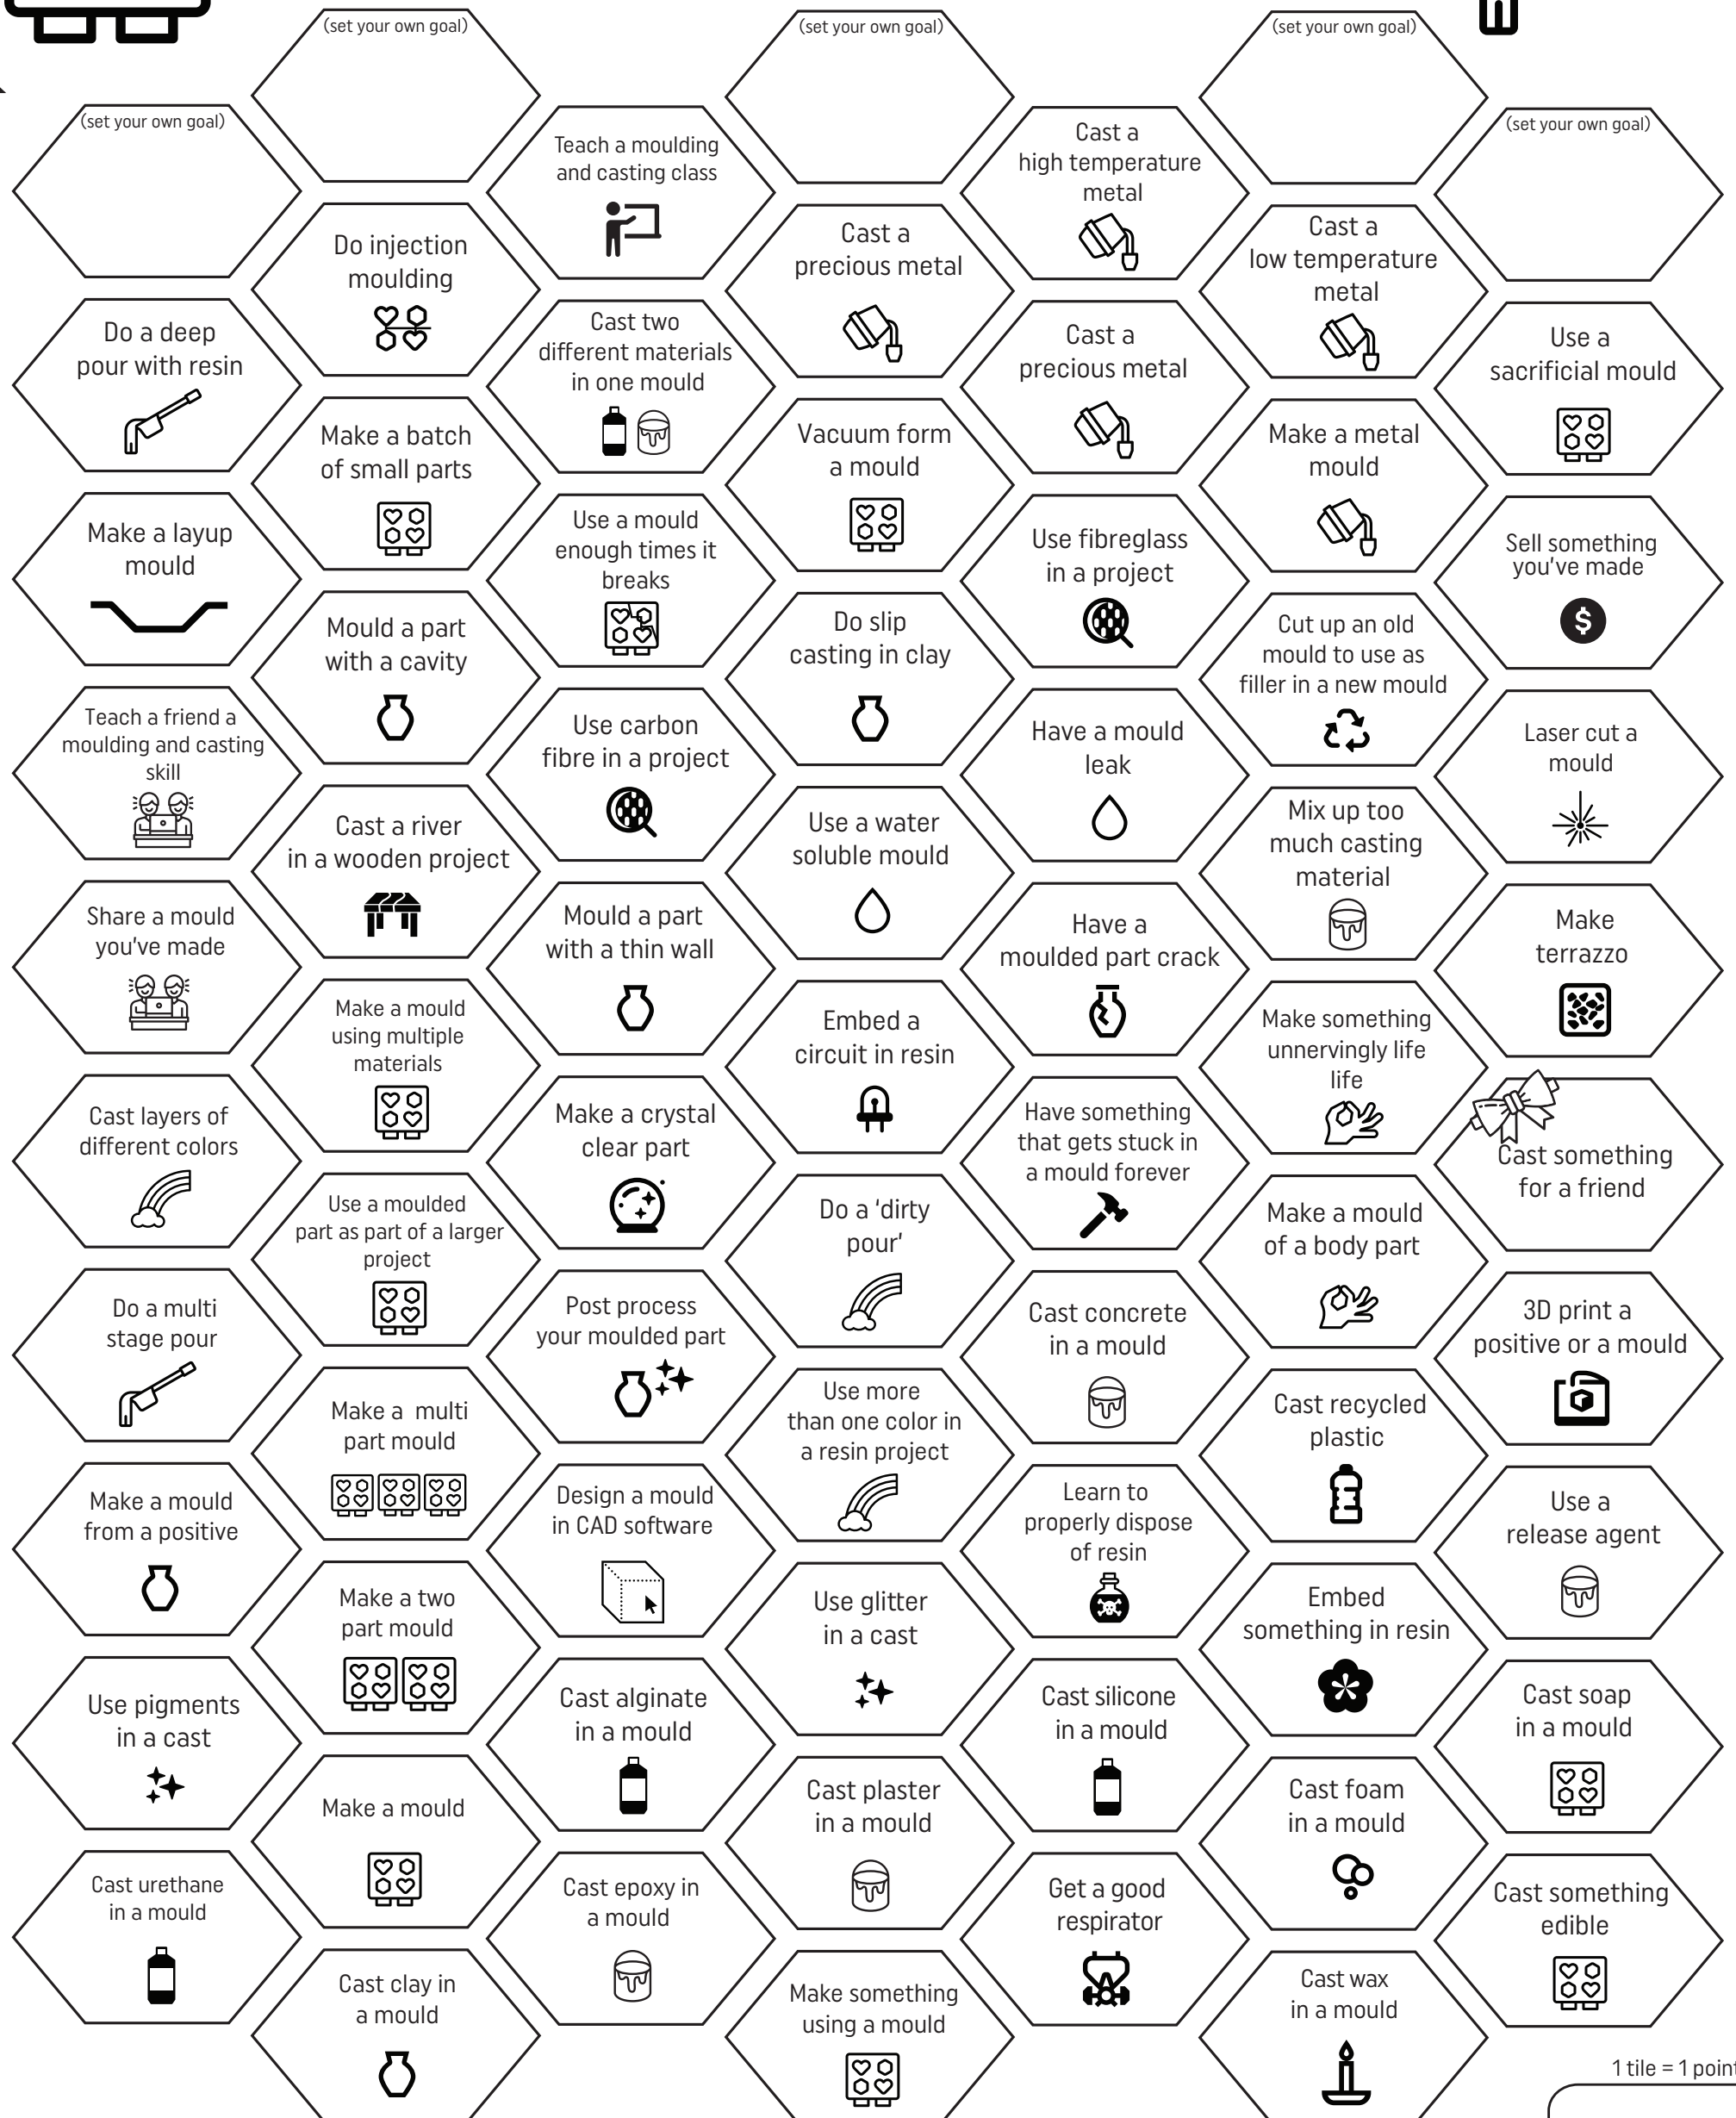 (set your own goal)
(set your own goal)
(set your own goal)
(set your own goal)
(set your own goal)
Teach a moulding
and casting class
Cast a
high temperature
metal
Do injection
moulding
Cast a
precious metal
Cast a
low temperature
metal
Do a deep
pour with resin
Cast two
different materials
in one mould
Cast a
precious metal
Use a
sacrificial mould
Make a batch
of small parts
Vacuum form
a mould
Make a metal
mould
Make a layup
mould
Use a mould
enough times it
breaks
Use fibreglass
in a project
Sell something
you've made
Mould a part
with a cavity
Do slip
casting in clay
Cut up an old
mould to use as
filler in a new mould
Teach a friend a
moulding and casting
skill
Use carbon
fibre in a project
Have a mould
leak
Laser cut a
mould
Cast a river
in a wooden project
Use a water
soluble mould
Mix up too
much casting
material
Share a mould
you've made
Mould a part
with a thin wall
Have a
moulded part crack
Make
terrazzo
Make a mould
using multiple
materials
Embed a
circuit in resin
Make something
unnervingly life
life
Cast layers of
different colors
Make a crystal
clear part
Have something
that gets stuck in
a mould forever
Cast something
for a friend
Use a moulded
part as part of a larger
project
Do a 'dirty
pour'
Make a mould
of a body part
Do a multi
stage pour
Post process
your moulded part
Cast concrete
in a mould
3D print a
positive or a mould
Make a multi
part mould
Use more
than one color in
a resin project
Cast recycled
plastic
Make a mould
from a positive
Design a mould
in CAD software
Learn to
properly dispose
of resin
Use a
release agent
Make a two
part mould
Use glitter
in a cast
Embed
something in resin
Use pigments
in a cast
Cast alginate
in a mould
Cast silicone
in a mould
Cast soap
in a mould
Make a mould
Cast plaster
in a mould
Cast foam
in a mould
Cast urethane
in a mould
Cast epoxy in
a mould
Get a good
respirator
Cast something
edible
Cast clay in
a mould
Make something
using a mould
Cast wax
in a mould
1 tile = 1 point